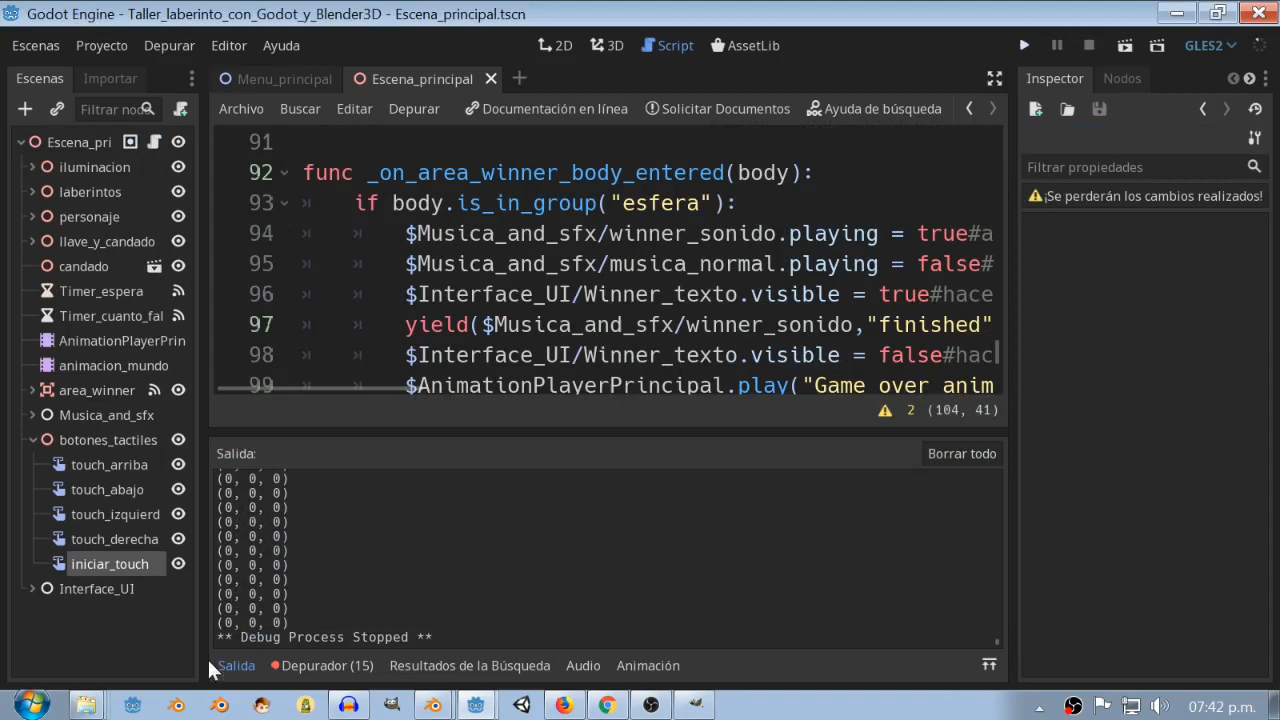 Godot Engine - Taller_laberinto_con_Godot_y_Blender3D - Escena_principal.tscn
Escenas Proyecto Depurar Editor Ayuda
2D 3D Script AssetLib
GLES2
Escenas Importar
Menu_principal Escena_principal
Inspector Nodos
Filtrar nod
Archivo Buscar Editar Depurar Documentación en línea Solicitar Documentos Ayuda de búsqueda
Filtrar propiedades
¡Se perderán los cambios realizados!
Escena_pri
iluminacion
laberintos
personaje
llave_y_candado
candado
Timer_espera
Timer_cuanto_fal
AnimationPlayerPrin
animacion_mundo
area_winner
Musica_and_sfx
botones_tactiles
touch_arriba
touch_abajo
touch_izquierd
touch_derecha
iniciar_touch
Interface_UI
91
92 func _on_area_winner_body_entered(body):
93 if body.is_in_group("esfera"):
94 $Musica_and_sfx/winner_sonido.playing = true#a
95 $Musica_and_sfx/musica_normal.playing = false#
96 $Interface_UI/Winner_texto.visible = true#hace
97 yield($Musica_and_sfx/winner_sonido,"finished"
98 $Interface_UI/Winner_texto.visible = false#hac
99 $AnimationPlayerPrincipal.play("Game over anim
2 (104, 41)
Salida:
Borrar todo
(0, 0, 0)
(0, 0, 0)
(0, 0, 0)
(0, 0, 0)
(0, 0, 0)
(0, 0, 0)
(0, 0, 0)
(0, 0, 0)
(0, 0, 0)
(0, 0, 0)
(0, 0, 0)
** Debug Process Stopped **
Salida Depurador (15) Resultados de la Búsqueda Audio Animación
07:42 p.m.